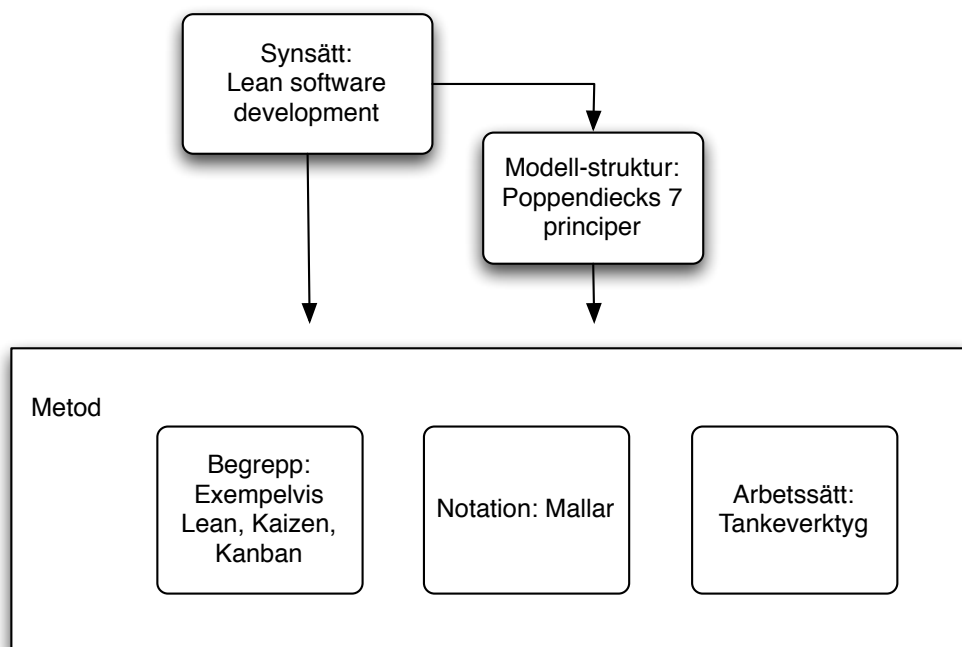 Synsätt:
Lean software
development
Modell-struktur:
Poppendiecks 7
principer
Metod
Begrepp:
Exempelvis
Lean, Kaizen,
Kanban
Notation: Mallar
Arbetssätt:
Tankeverktyg